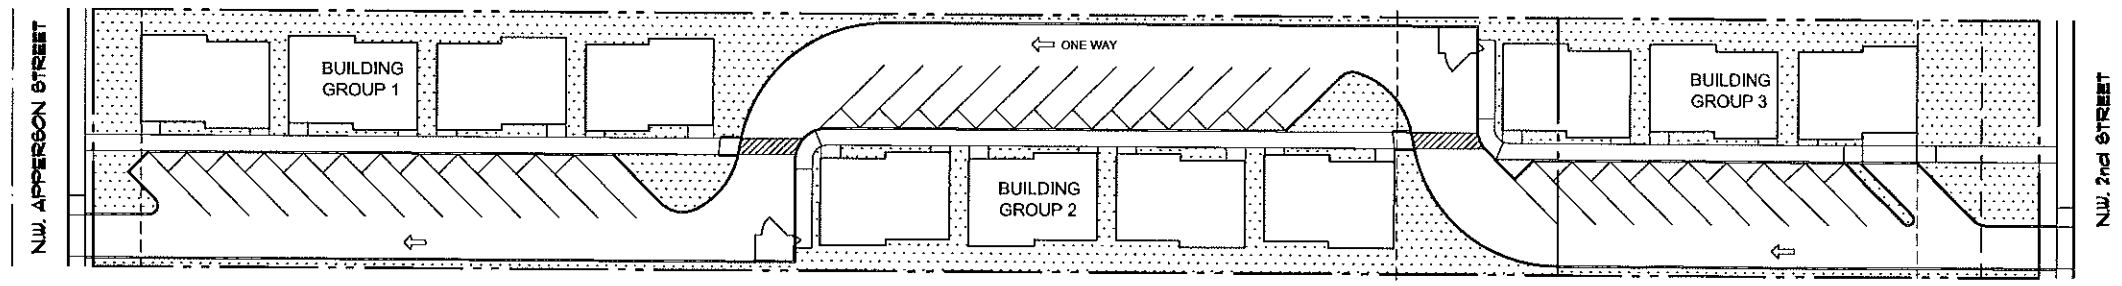 N.W. APPERSON STREET
BUILDING
GROUP 1
ONE WAY
BUILDING
GROUP 2
BUILDING
GROUP 3
N.W. 2nd STREET